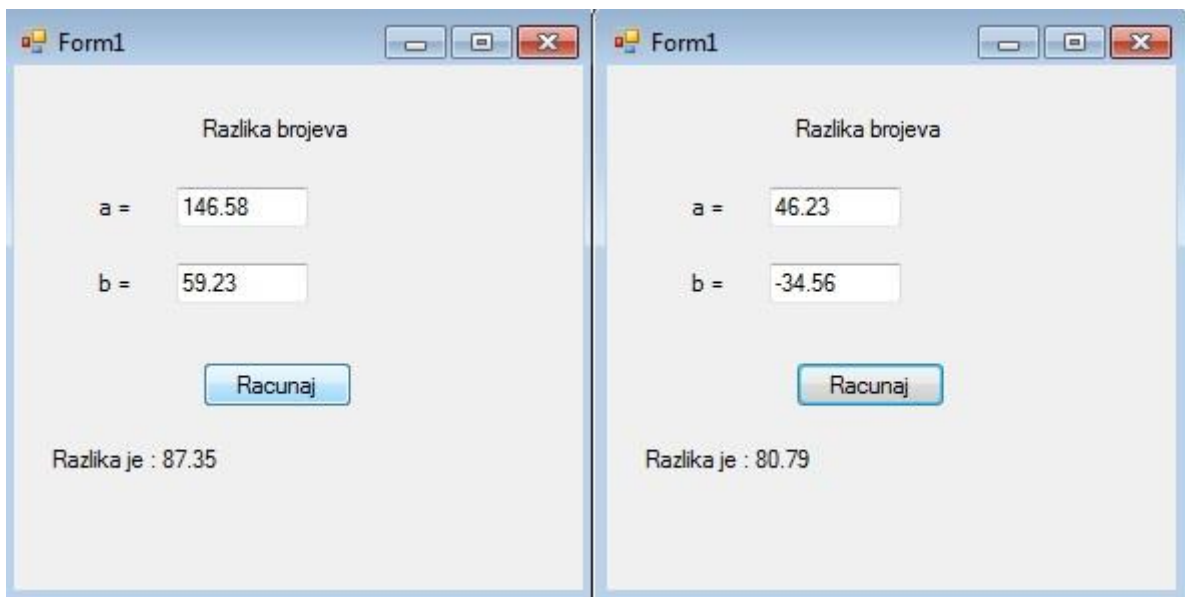 Form1
Razlika brojeva
a = 146.58
b = 59.23
Racunaj
Razlika je : 87.35
Form1
Razlika brojeva
a = 46.23
b = -34.56
Racunaj
Razlika je : 80.79